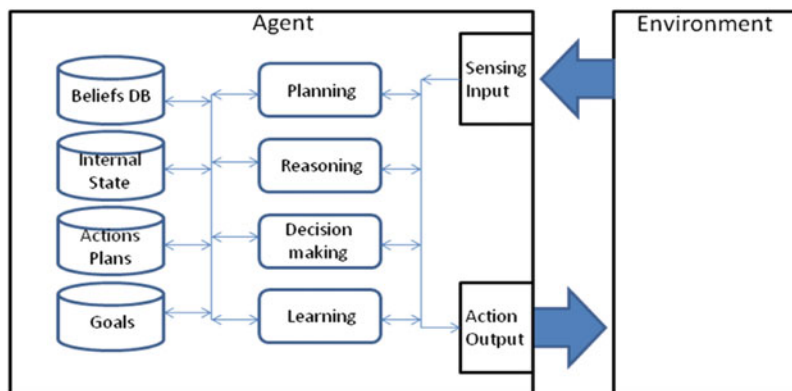 Agent
Environment
Beliefs DB
Internal
State
Actions
Plans
Goals
Planning
Reasoning
Decision
making
Learning
Sensing
Input
Action
Output